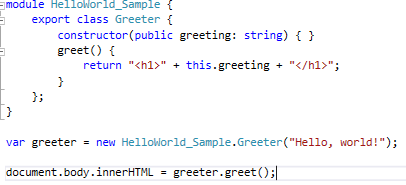 module HelloWorld_Sample {
    export class Greeter {
        constructor(public greeting: string) { }
        greet() {
            return "<h1>" + this.greeting + "</h1>";
        }
    };
}
var greeter = new HelloWorld_Sample.Greeter("Hello, world!");
document.body.innerHTML = greeter.greet();